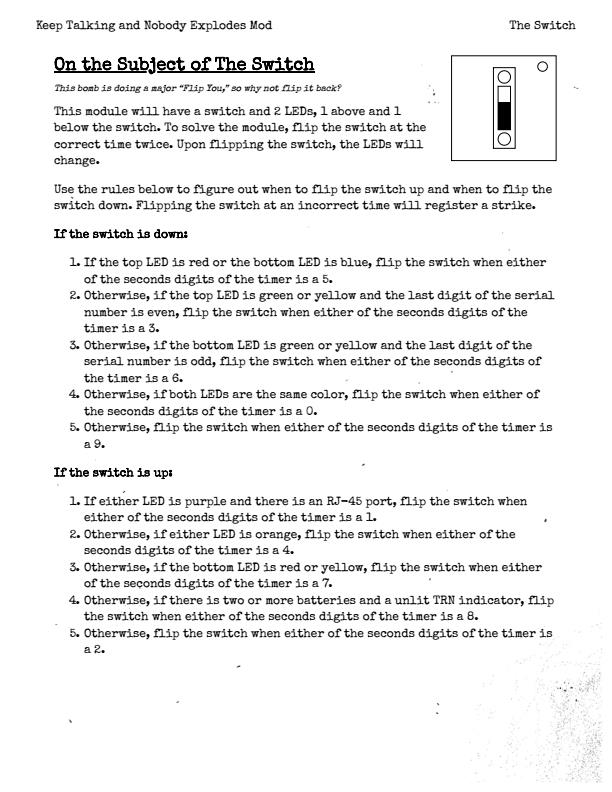 Keep Talking and Nobody Explodes Mod
The Switch
On the Subject of The Switch
This bomb is doing a major “Flip You,” so why not flip it back?
This module will have a switch and 2 LEDs, 1 above and 1
below the switch. To solve the module, flip the switch at the
correct time twice. Upon flipping the switch, the LEDs will
change.
Use the rules below to figure out when to flip the switch up and when to flip the
switch down. Flipping the switch at an incorrect time will register a strike.
If the switch is down:
1. If the top LED is red or the bottom LED is blue, flip the switch when either
of the seconds digits of the timer is a 5.
2. Otherwise, if the top LED is green or yellow and the last digit of the serial
number is even, flip the switch when either of the seconds digits of the
timer is a 3.
3. Otherwise, if the bottom LED is green or yellow and the last digit of the
serial number is odd, flip the switch when either of the seconds digits of
the timer is a 6.
4. Otherwise, if both LEDs are the same color, flip the switch when either of
the seconds digits of the timer is a 0.
5. Otherwise, flip the switch when either of the seconds digits of the timer is
a 9.
If the switch is up:
1. If either LED is purple and there is an RJ-45 port, flip the switch when
either of the seconds digits of the timer is a 1.
2. Otherwise, if either LED is orange, flip the switch when either of the
seconds digits of the timer is a 4.
3. Otherwise, if the bottom LED is red or yellow, flip the switch when either
of the seconds digits of the timer is a 7.
4. Otherwise, if there is two or more batteries and a unlit TRN indicator, flip
the switch when either of the seconds digits of the timer is a 8.
5. Otherwise, flip the switch when either of the seconds digits of the timer is
a 2.